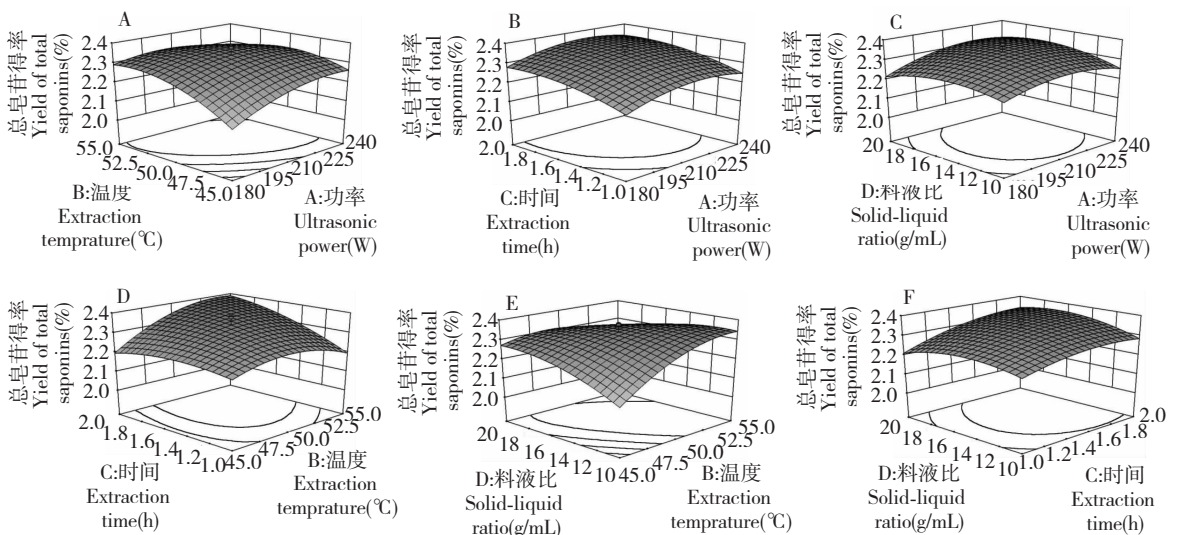 A
总皂苷得率
Yield of total
saponins(%)
2.4
2.3
2.2
2.1
2.0
55.0
52.5
50.0
47.5
45.0
180
195
210
225
240
B:温度
Extraction
temprature(℃)
A:功率
Ultrasonic
power(W)
B
总皂苷得率
Yield of total
saponins(%)
2.4
2.3
2.2
2.1
2.0
2.0
1.8
1.6
1.4
1.2
1.0
180
195
210
225
240
C:时间
Extraction
time(h)
A:功率
Ultrasonic
power(W)
C
总皂苷得率
Yield of total
saponins(%)
2.4
2.3
2.2
2.1
2.0
20
18
16
14
12
10
180
195
210
225
240
D:料液比
Solid-liquid
ratio(g/mL)
A:功率
Ultrasonic
power(W)
D
总皂苷得率
Yield of total
saponins(%)
2.4
2.3
2.2
2.1
2.0
2.0
1.8
1.6
1.4
1.2
1.0
45.0
47.5
50.0
52.5
55.0
C:时间
Extraction
time(h)
B:温度
Extraction
temprature(℃)
E
总皂苷得率
Yield of total
saponins(%)
2.4
2.3
2.2
2.1
2.0
20
18
16
14
12
10
45.0
47.5
50.0
52.5
55.0
D:料液比
Solid-liquid
ratio(g/mL)
B:温度
Extraction
temprature(℃)
F
总皂苷得率
Yield of total
saponins(%)
2.4
2.3
2.2
2.1
2.0
20
18
16
14
12
10
1.0
1.2
1.4
1.6
1.8
2.0
D:料液比
Solid-liquid
ratio(g/mL)
C:时间
Extraction
time(h)